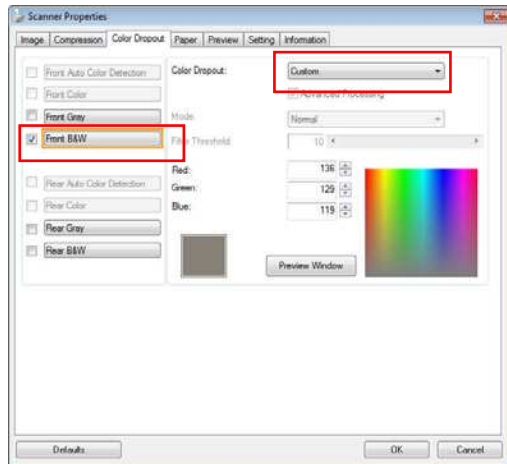 Scanner Properties
Image Compression Color Dropout Paper Preview Setting Information
Front Auto Color Detection
Color Dropout:
Custom
Front Color
Advanced Processing
Front Gray
Mode:
Normal
Front B&W
Filter Threshold
10
Red:
136
Rear Auto Color Detection
Green:
129
Rear Color
Blue:
119
Rear Gray
Rear B&W
Preview Window
Defaults
OK
Cancel